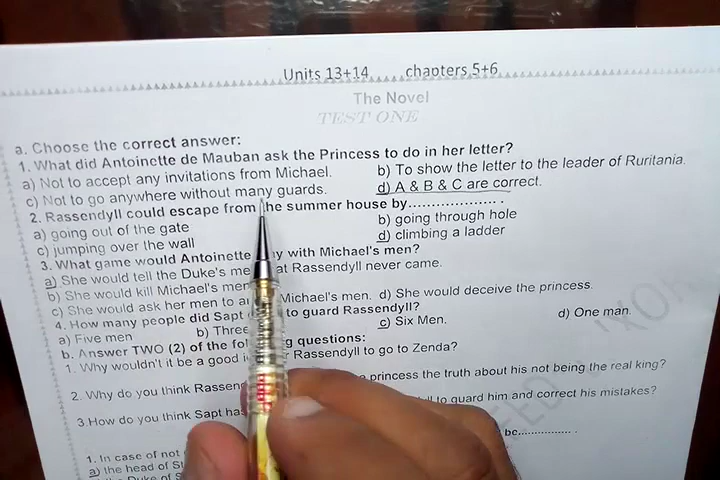 Units 13+14 chapters 5+6
The Novel
TEST ONE
a. Choose the correct answer:
1. What did Antoinette de Mauban ask the Princess to do in her letter?
a) Not to accept any invitations from Michael. b) To show the letter to the leader of Ruritania.
c) Not to go anywhere without many guards. d) A & B & C are correct.
2. Rassendyll could escape from the summer house by...................
a) going out of the gate b) going through hole
c) jumping over the wall d) climbing a ladder
3. What game would Antoinette with Michael's men?
a) She would tell the Duke's Rassendyll never came.
b) She would kill Michael's
c) She would ask her men to Michael's men. d) She would deceive the princess.
4. How many people did Sapt to guard Rassendyll?
a) Five men b) Three c) Six Men. d) One man.
b. Answer TWO (2) of the questions:
1. Why wouldn't it be a good Rassendyll to go to Zenda?
2. Why do you think princess the truth about his not being the real king?
3.How do you think Sapt to guard him and correct his mistakes?
be...............
1. In case of not
a) the head of
Duke of